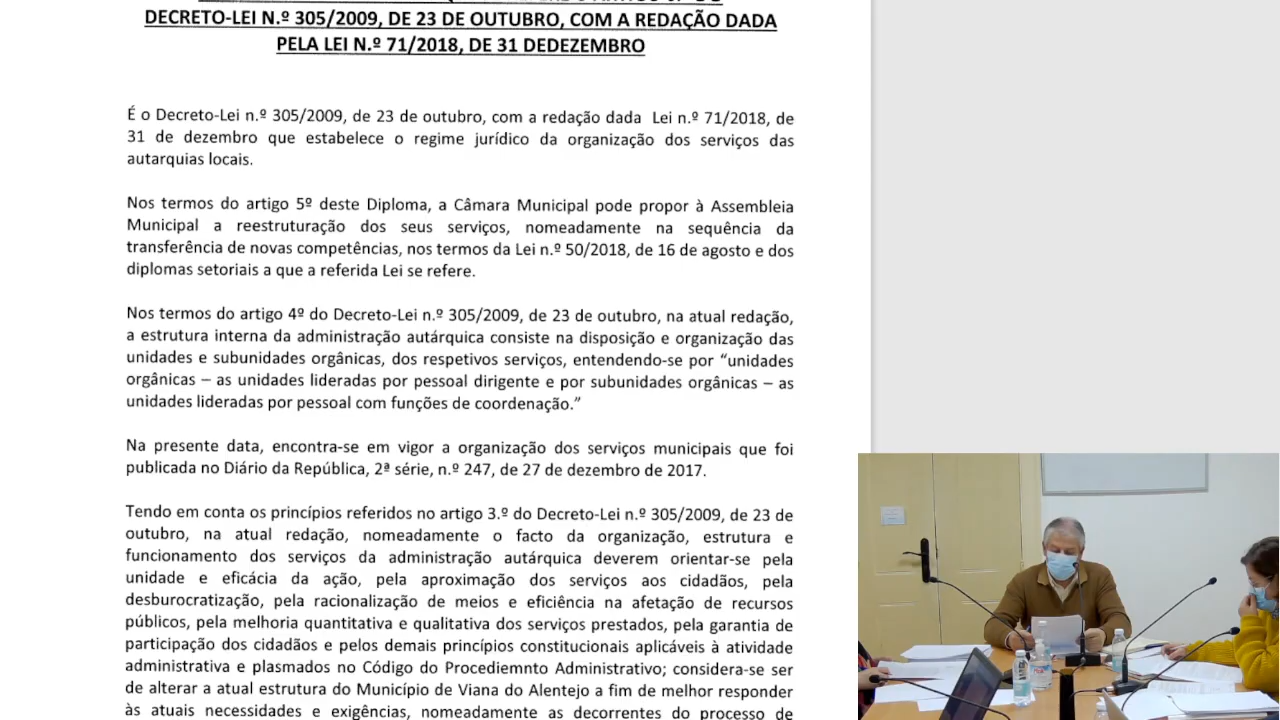 DECRETO-LEI N.º 305/2009, DE 23 DE OUTUBRO, COM A REDAÇÃO DADA
PELA LEI N.º 71/2018, DE 31 DEDEZEMBRO
É o Decreto-Lei n.º 305/2009, de 23 de outubro, com a redação dada Lei n.º 71/2018, de
31 de dezembro que estabelece o regime jurídico da organização dos serviços das
autarquias locais.
Nos termos do artigo 5º deste Diploma, a Câmara Municipal pode propor à Assembleia
Municipal a reestruturação dos seus serviços, nomeadamente na sequência da
transferência de novas competências, nos termos da Lei n.º 50/2018, de 16 de agosto e dos
diplomas setoriais a que a referida Lei se refere.
Nos termos do artigo 4º do Decreto-Lei n.º 305/2009, de 23 de outubro, na atual redação,
a estrutura interna da administração autárquica consiste na disposição e organização das
unidades e subunidades orgânicas, dos respetivos serviços, entendendo-se por “unidades
orgânicas – as unidades lideradas por pessoal dirigente e por subunidades orgânicas – as
unidades lideradas por pessoal com funções de coordenação.”
Na presente data, encontra-se em vigor a organização dos serviços municipais que foi
publicada no Diário da República, 2ª série, n.º 247, de 27 de dezembro de 2017.
Tendo em conta os princípios referidos no artigo 3.º do Decreto-Lei n.º 305/2009, de 23 de
outubro, na atual redação, nomeadamente o facto da organização, estrutura e
funcionamento dos serviços da administração autárquica deverem orientar-se pela
unidade e eficácia da ação, pela aproximação dos serviços aos cidadãos, pela
desburocratização, pela racionalização de meios e eficiência na afetação de recursos
públicos, pela melhoria quantitativa e qualitativa dos serviços prestados, pela garantia de
participação dos cidadãos e pelos demais princípios constitucionais aplicáveis à atividade
administrativa e plasmados no Código do Procediemnto Administrativo; considera-se ser
de alterar a atual estrutura do Município de Viana do Alentejo a fim de melhor responder
às atuais necessidades e exigências, nomeadamente as decorrentes do processo de